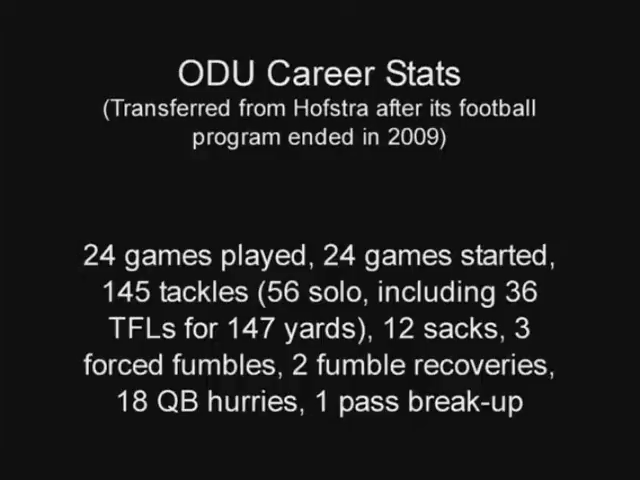 ODU Career Stats
(Transferred from Hofstra after its football
program ended in 2009)
24 games played, 24 games started,
145 tackles (56 solo, including 36
TFLs for 147 yards), 12 sacks, 3
forced fumbles, 2 fumble recoveries,
18 QB hurries, 1 pass break-up